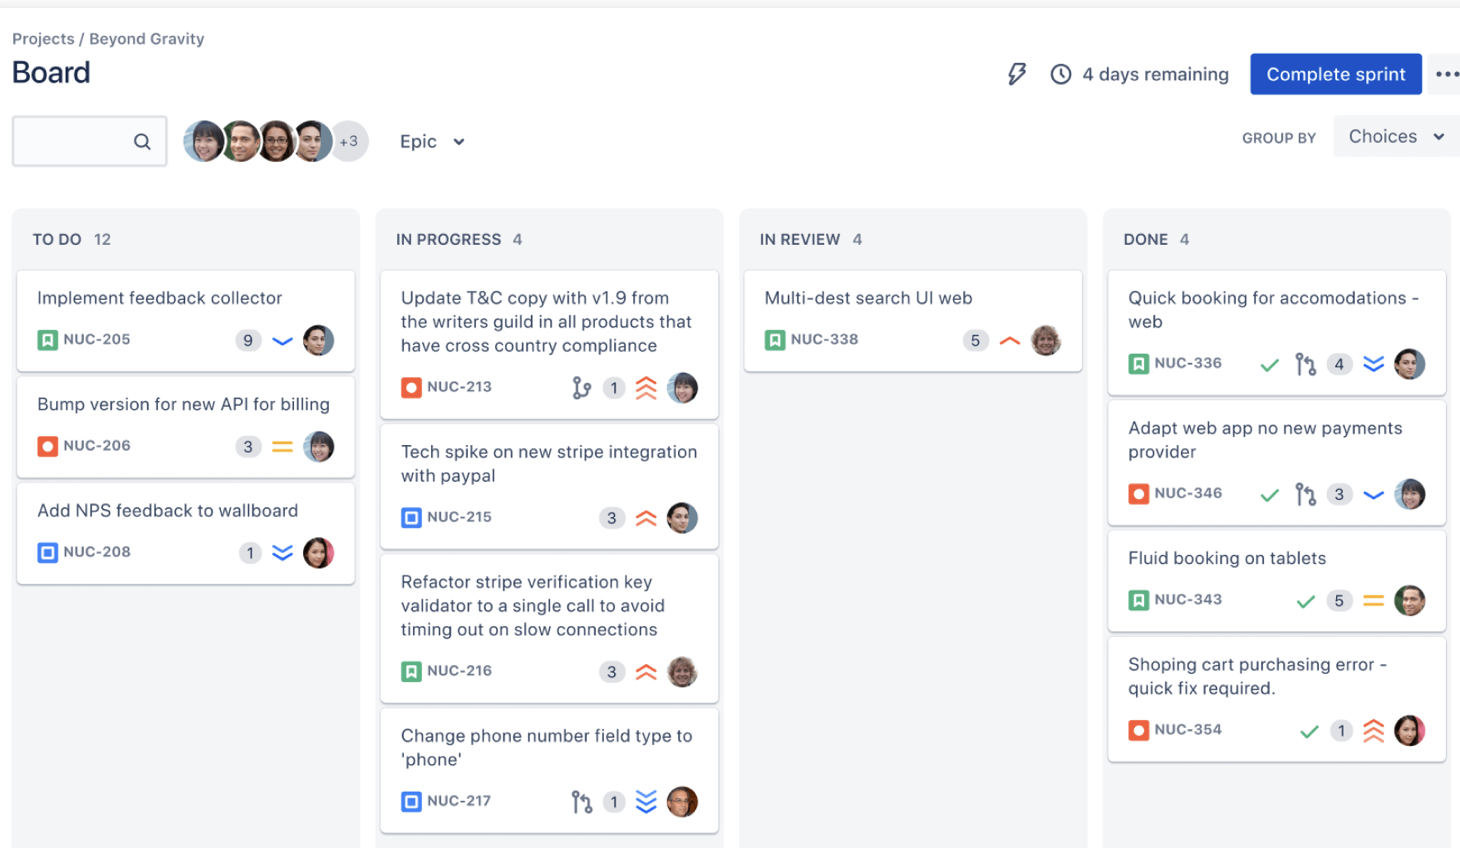 Projects / Beyond Gravity
Board
4 days remaining
Complete sprint
+3
Epic
GROUP BY
Choices
TO DO 12
Implement feedback collector
NUC-205
9
Bump version for new API for billing
NUC-206
3
Add NPS feedback to wallboard
NUC-208
1
IN PROGRESS 4
Update T&C copy with v1.9 from
the writers guild in all products that
have cross country compliance
NUC-213
1
Tech spike on new stripe integration
with paypal
NUC-215
3
Refactor stripe verification key
validator to a single call to avoid
timing out on slow connections
NUC-216
3
Change phone number field type to
'phone'
NUC-217
1
IN REVIEW 4
Multi-dest search UI web
NUC-338
5
DONE 4
Quick booking for accomodations -
web
NUC-336
4
Adapt web app no new payments
provider
NUC-346
3
Fluid booking on tablets
NUC-343
5
Shoping cart purchasing error -
quick fix required.
NUC-354
1